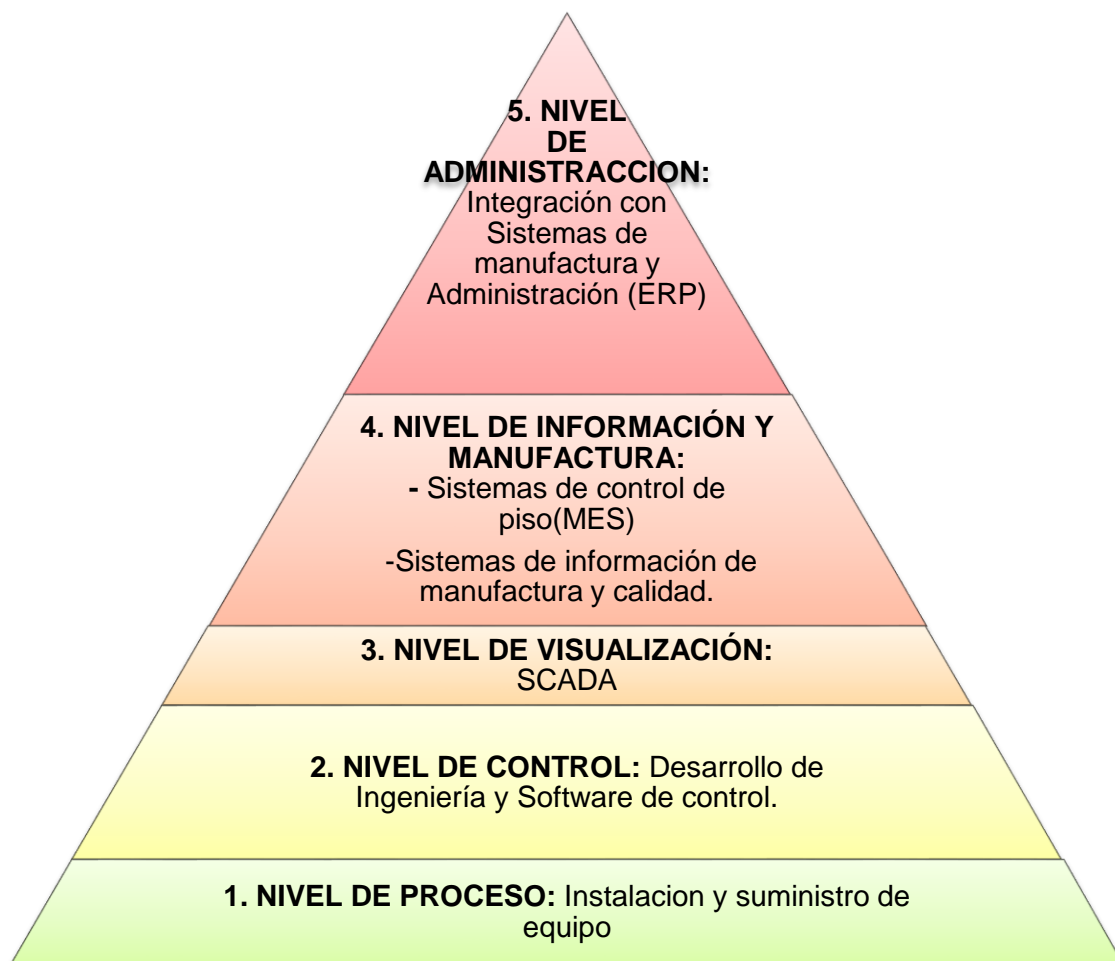 5. NIVEL
DE
ADMINISTRACCION:
Integración con
Sistemas de
manufactura y
Administración (ERP)
4. NIVEL DE INFORMACIÓN Y
MANUFACTURA:
- Sistemas de control de
piso(MES)
-Sistemas de información de
manufactura y calidad.
3. NIVEL DE VISUALIZACIÓN:
SCADA
2. NIVEL DE CONTROL: Desarrollo de
Ingeniería y Software de control.
1. NIVEL DE PROCESO: Instalacion y suministro de
equipo